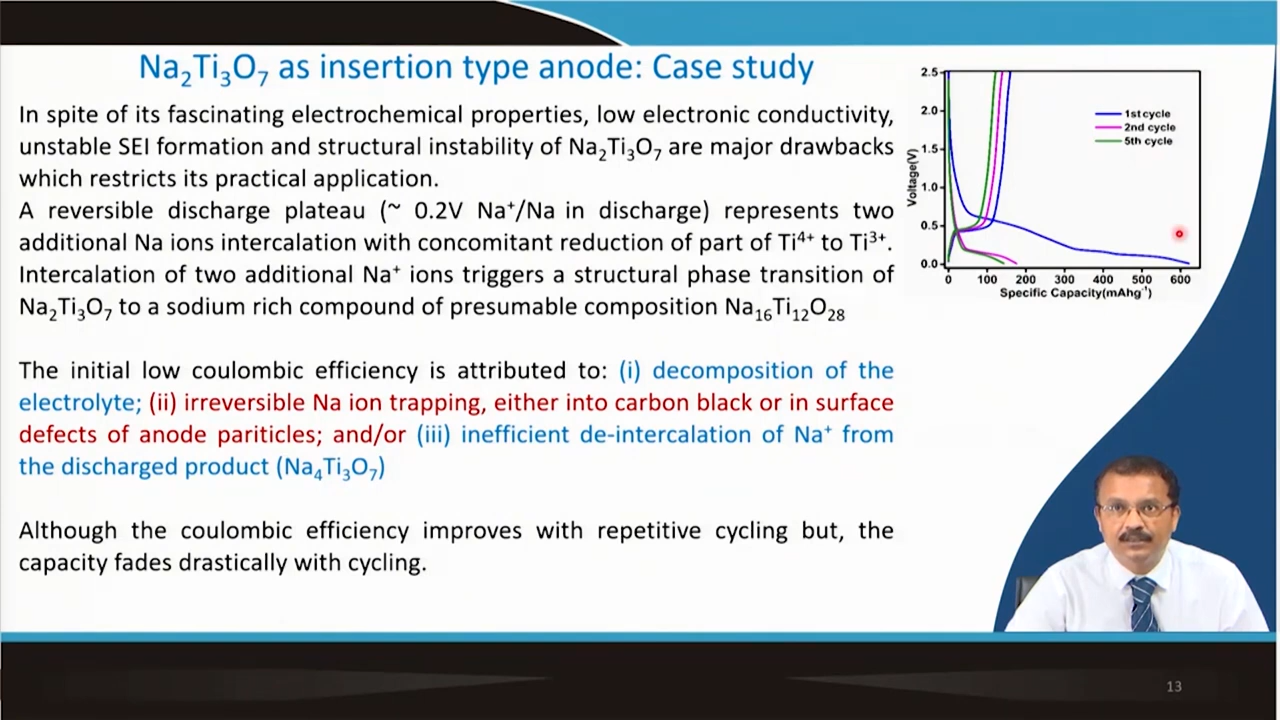 Na₂Ti₃O₇ as insertion type anode: Case study
In spite of its fascinating electrochemical properties, low electronic conductivity,
unstable SEI formation and structural instability of Na₂Ti₃O₇ are major drawbacks
which restricts its practical application.
A reversible discharge plateau (~ 0.2V Na⁺/Na in discharge) represents two
additional Na ions intercalation with concomitant reduction of part of Ti⁴⁺ to Ti³⁺.
Intercalation of two additional Na⁺ ions triggers a structural phase transition of
Na₂Ti₃O₇ to a sodium rich compound of presumable composition Na₁₆Ti₁₂O₂₈
The initial low coulombic efficiency is attributed to: (i) decomposition of the
electrolyte; (ii) irreversible Na ion trapping, either into carbon black or in surface
defects of anode pariticles; and/or (iii) inefficient de-intercalation of Na⁺ from
the discharged product (Na₄Ti₃O₇)
Although the coulombic efficiency improves with repetitive cycling but, the
capacity fades drastically with cycling.
2.5
2.0
1.5
1.0
0.5
0.0
Voltage(V)
1st cycle
2nd cycle
5th cycle
0 100 200 300 400 500 600
Specific Capacity(mAhg⁻¹)
13